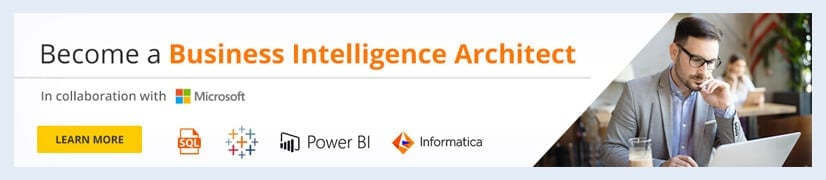 Become a Business Intelligence Architect
In collaboration with Microsoft
LEARN MORE
SQL
Power BI
Informatica